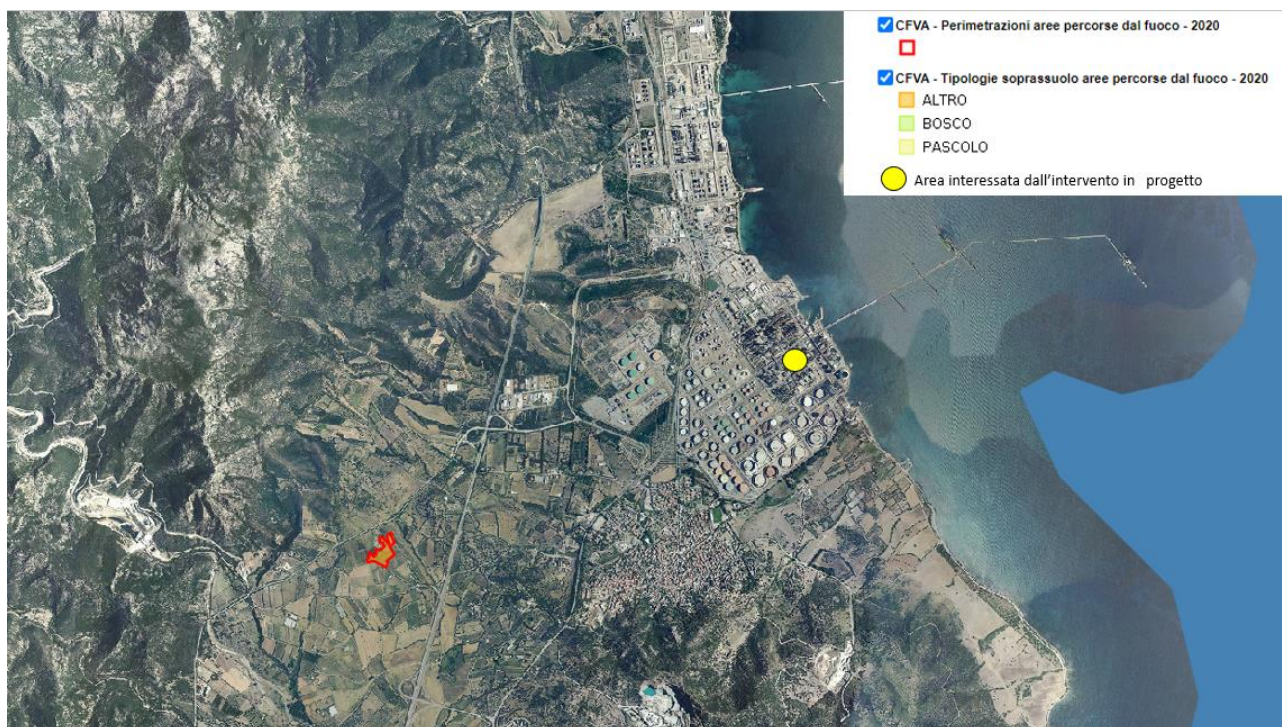 CFVA - Perimetrazioni aree percorse dal fuoco - 2020
CFVA - Tipologie soprassuolo aree percorse dal fuoco - 2020
ALTRO
BOSCO
PASCOLO
Area interessata dall'intervento in progetto